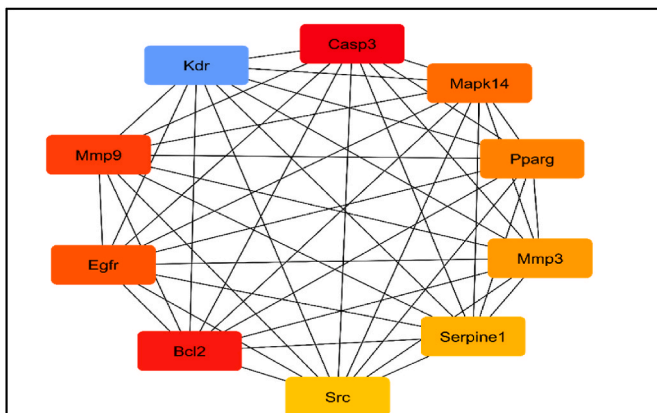 Casp3
Kdr
Mapk14
Mmp9
Pparg
Egfr
Mmp3
Bcl2
Serpine1
Src